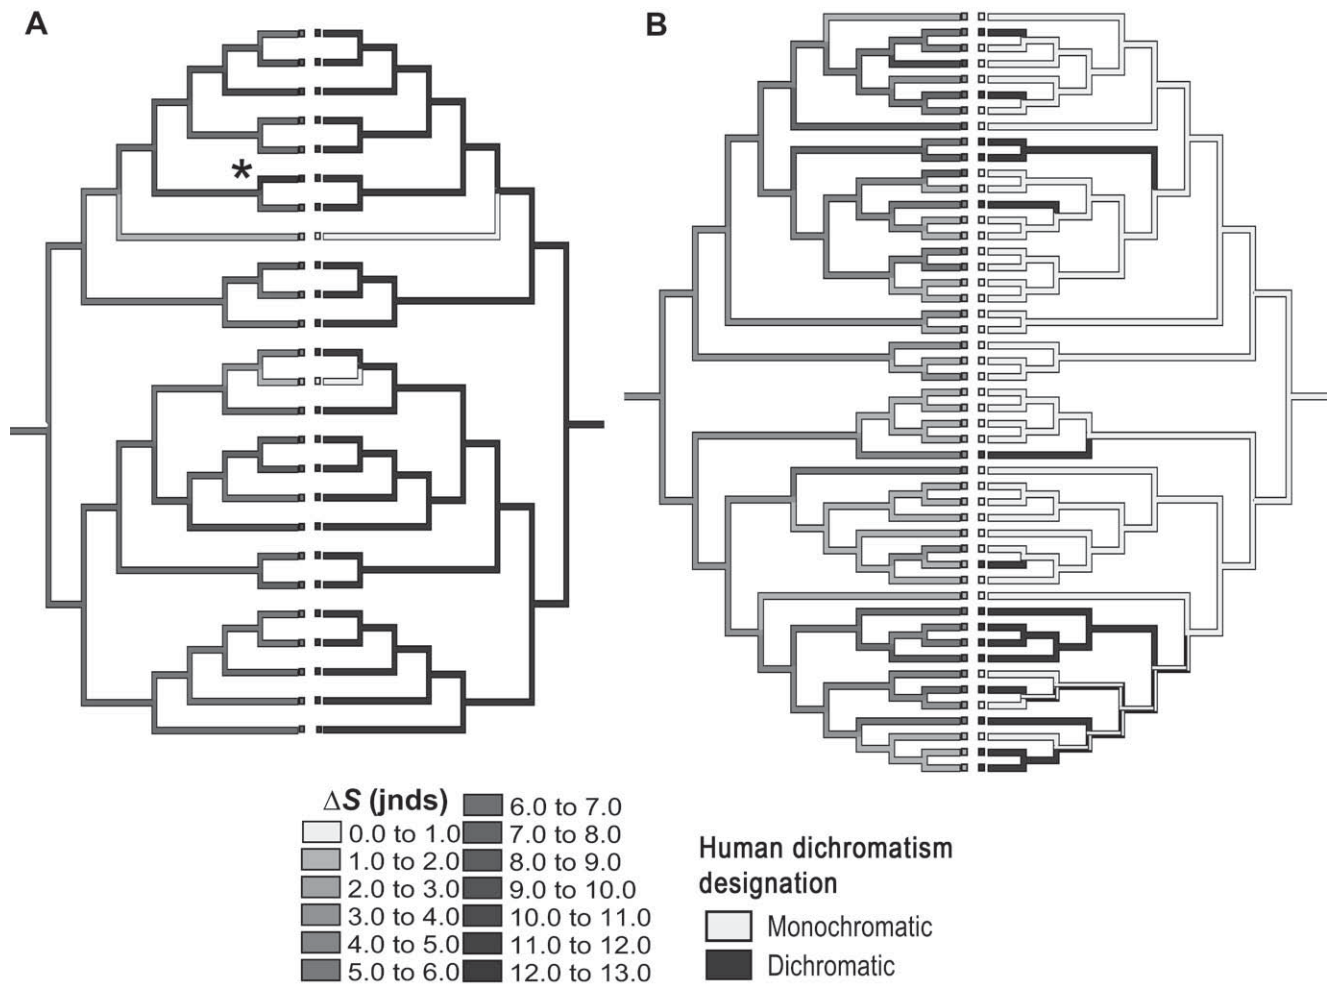 A
B
*
ΔS (jnds)
0.0 to 1.0
1.0 to 2.0
2.0 to 3.0
3.0 to 4.0
4.0 to 5.0
5.0 to 6.0
6.0 to 7.0
7.0 to 8.0
8.0 to 9.0
9.0 to 10.0
10.0 to 11.0
11.0 to 12.0
12.0 to 13.0
Human dichromatism
designation
Monochromatic
Dichromatic